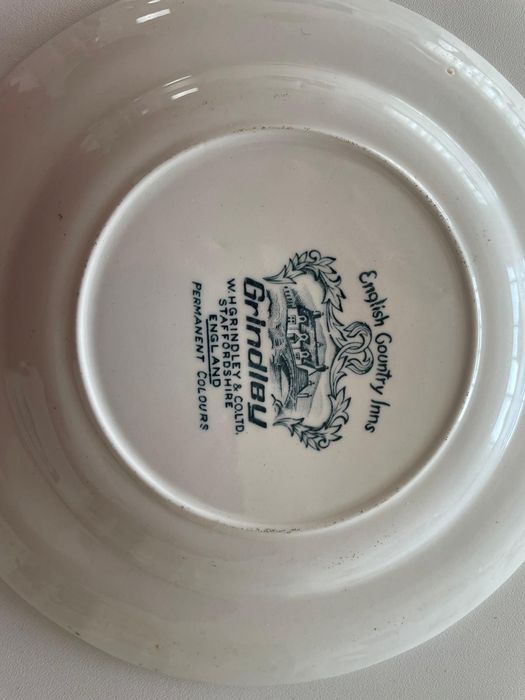 English Country Inns
Grindley
W.H GRINDLEY & CO.LTD.
STAFFORDSHIRE
ENGLAND
PERMANENT COLOURS